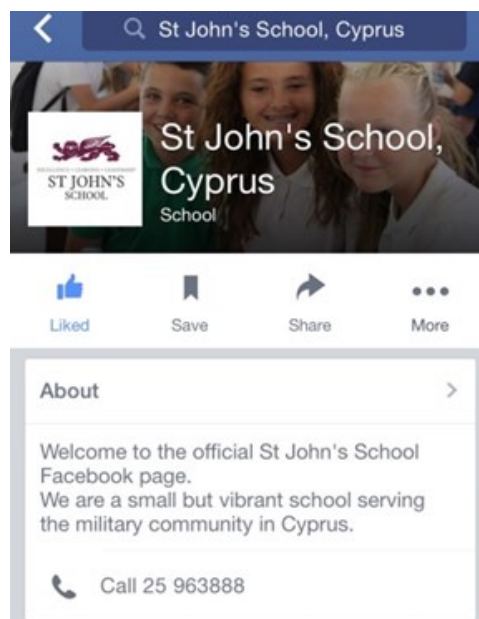 St John's School, Cyprus
St John's School,
Cyprus
School
ST JOHN'S
SCHOOL
Liked
Save
Share
More
About
Welcome to the official St John's School
Facebook page.
We are a small but vibrant school serving
the military community in Cyprus.
Call 25 963888